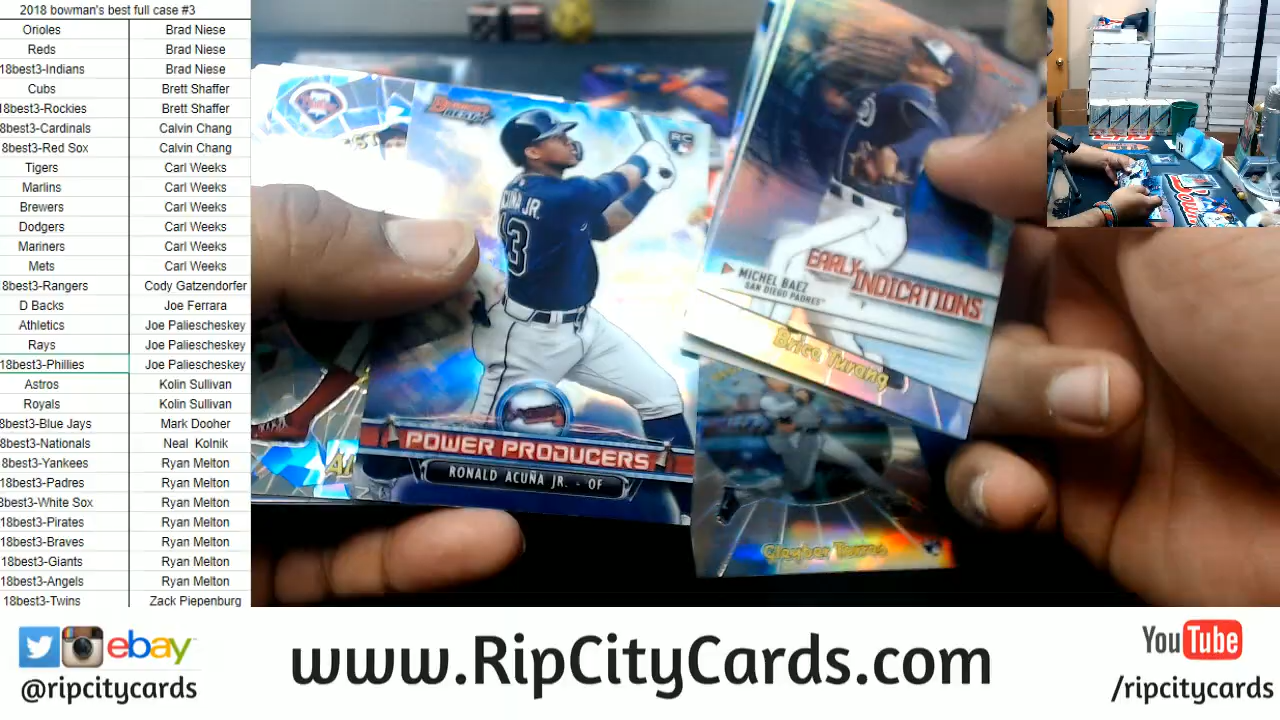 2018 bowman's best full case #3
Orioles Brad Niese
Reds Brad Niese
18best3-Indians Brad Niese
Cubs Brett Shaffer
18best3-Rockies Brett Shaffer
8best3-Cardinals Calvin Chang
8best3-Red Sox Calvin Chang
Tigers Carl Weeks
Marlins Carl Weeks
Brewers Carl Weeks
Dodgers Carl Weeks
Mariners Carl Weeks
Mets Carl Weeks
8best3-Rangers Cody Gatzendorfer
D Backs Joe Ferrara
Athletics Joe Paliescheskey
Rays Joe Paliescheskey
18best3-Phillies Joe Paliescheskey
Astros Kolin Sullivan
Royals Kolin Sullivan
8best3-Blue Jays Mark Dooher
8best3-Nationals Neal Kolnik
8best3-Yankees Ryan Melton
18best3-Padres Ryan Melton
8best3-White Sox Ryan Melton
18best3-Pirates Ryan Melton
18best3-Braves Ryan Melton
18best3-Giants Ryan Melton
18best3-Angels Ryan Melton
18best3-Twins Zack Piepenburg
RC
CUÑA JR.
13
POWER PRODUCERS
RONALD ACUÑA JR. - OF
EARLY
INDICATIONS
MICHEL BAEZ
SAN DIEGO PADRES
Brice Turang
Gleyber Torres
ebay
@ripcitycards
www.RipCityCards.com
YouTube
/ripcitycards